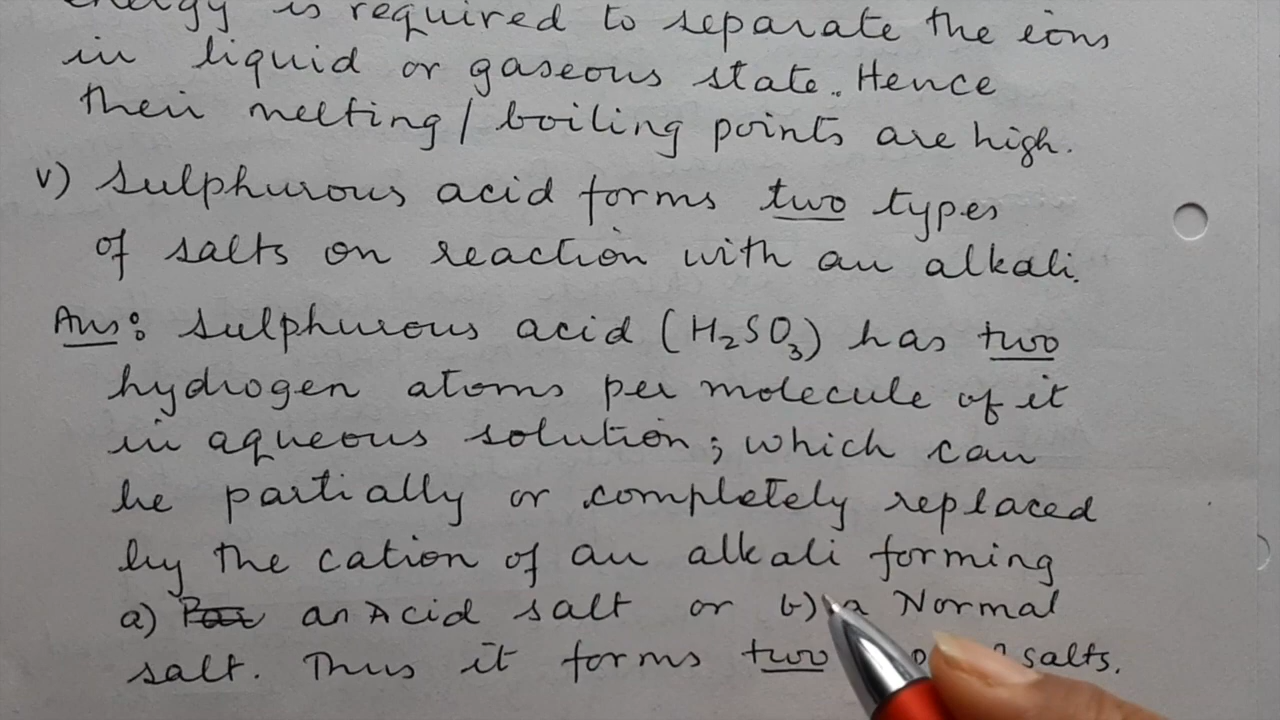 energy is required to separate the ions
in liquid or gaseous state. Hence
their melting/ boiling points are high.
v) Sulphurous acid forms two types
of salts on reaction with an alkali.
Ans: Sulphurous acid (H₂SO₃) has two
hydrogen atoms per molecule of it
in aqueous solution; which can
be partially or completely replaced
by the cation of an alkali forming
a) an Acid salt or b) a Normal
salt. Thus it forms two salts.